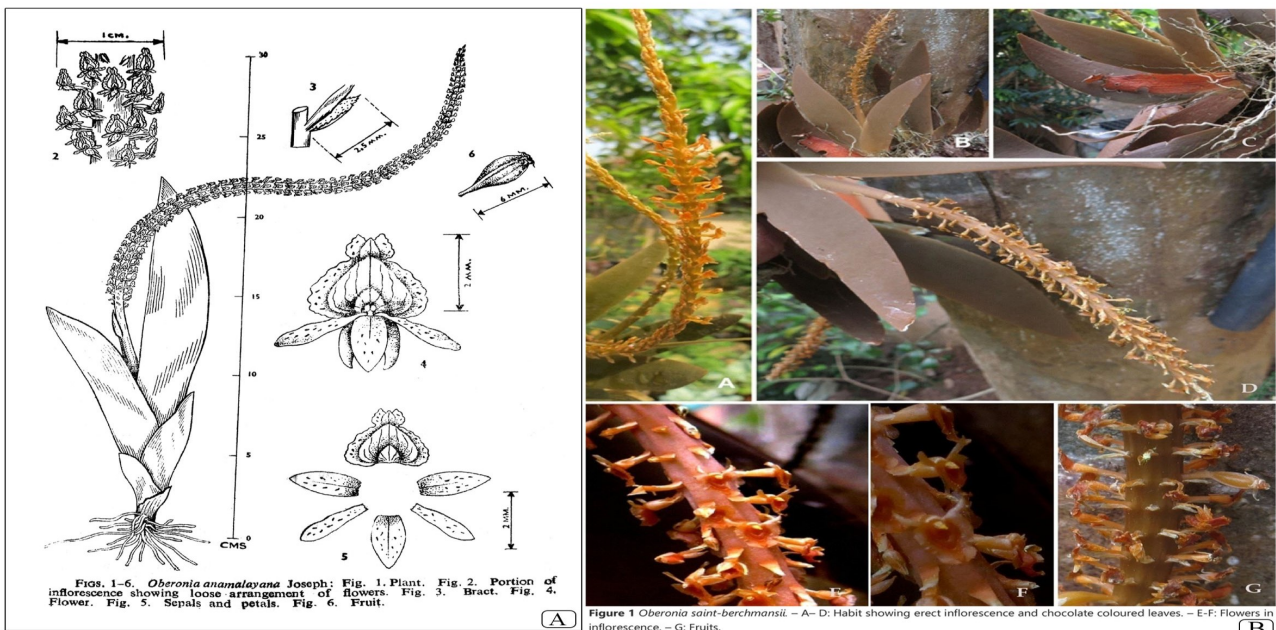 1CM.
2
30
25
20
15
10
5
0
CMS
3
2.5 MM.
6
6 MM.
2 MM.
4
2 MM.
5
FIGS. 1–6. Oberonia anamalayana Joseph: Fig. 1. Plant. Fig. 2. Portion of
inflorescence showing loose arrangement of flowers. Fig. 3. Bract. Fig. 4.
Flower. Fig. 5. Sepals and petals. Fig. 6. Fruit.
A
A
B
C
D
E
F
G
Figure 1 Oberonia saint-berchmansii. – A– D: Habit showing erect inflorescence and chocolate coloured leaves. – E-F: Flowers in
inflorescence. – G: Fruits.
B